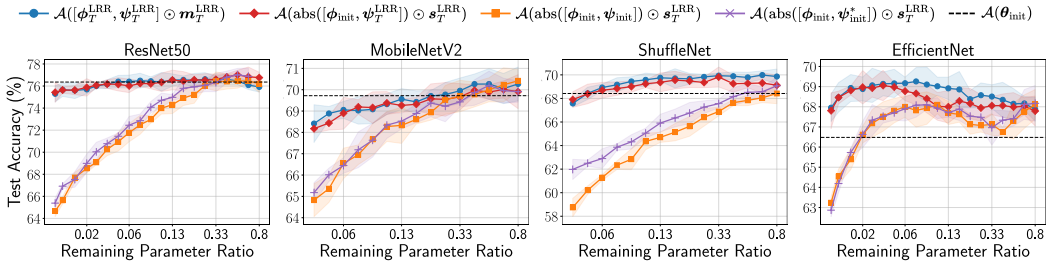 𝒜([ϕ_T^LRR, ψ_T^LRR] ⊙ m_T^LRR) 𝒜(abs([ϕ_init, ψ_T^LRR]) ⊙ s_T^LRR) 𝒜(abs([ϕ_init, ψ_init]) ⊙ s_T^LRR) 𝒜(abs([ϕ_init, ψ*_init]) ⊙ s_T^LRR) 𝒜(θ_init)
ResNet50 MobileNetV2 ShuffleNet EfficientNet
Test Accuracy (%)
78
76
74
72
70
68
66
64
0.02 0.06 0.13 0.33 0.8
Remaining Parameter Ratio
71
70
69
68
67
66
65
64
0.06 0.13 0.33 0.8
Remaining Parameter Ratio
70
68
66
64
62
60
58
0.06 0.13 0.33 0.8
Remaining Parameter Ratio
70
69
68
67
66
65
64
63
0.02 0.06 0.13 0.33 0.8
Remaining Parameter Ratio